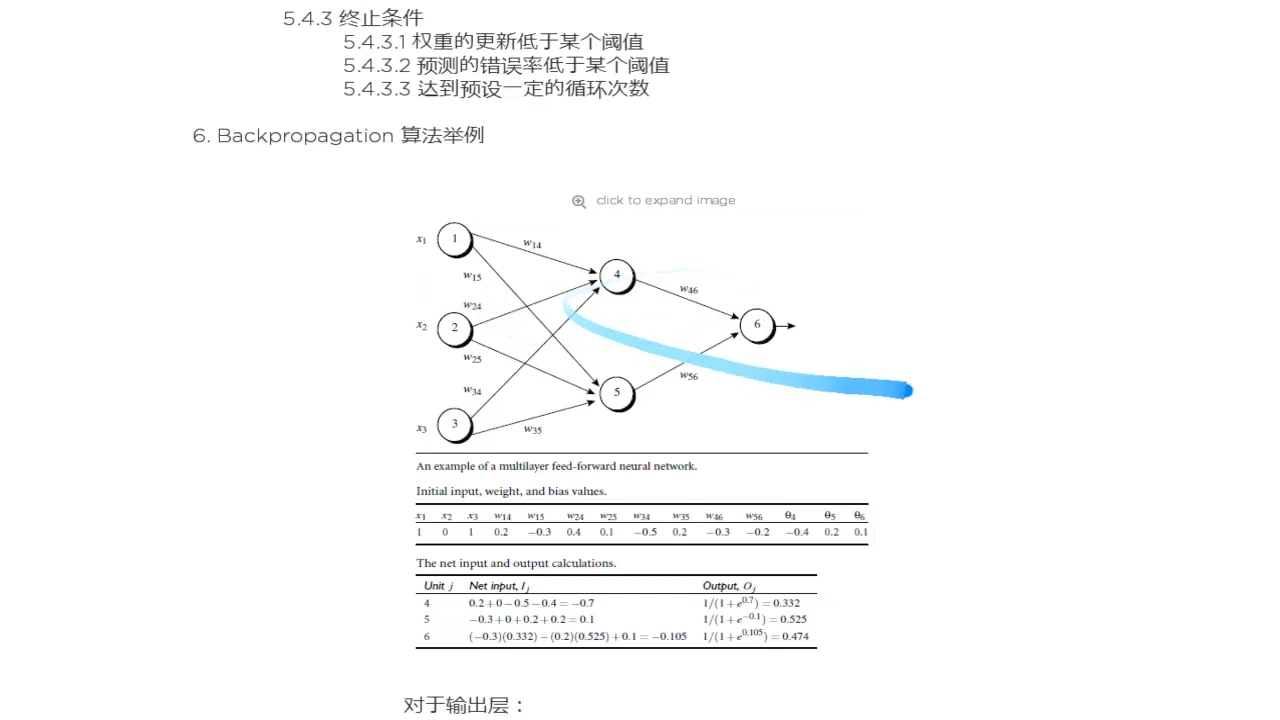 5.4.3 终止条件
5.4.3.1 权重的更新低于某个阈值
5.4.3.2 预测的错误率低于某个阈值
5.4.3.3 达到预设一定的循环次数
6. Backpropagation 算法举例
click to expand image
x1 1 w14
w15 4
w24 w46
x2 2 6
w25
w56
w34 5
x3 3 w35
An example of a multilayer feed-forward neural network.
Initial input, weight, and bias values.
x1 x2 x3 w14 w15 w24 w25 w34 w35 w46 w56 θ4 θ5 θ6
1 0 1 0.2 −0.3 0.4 0.1 −0.5 0.2 −0.3 −0.2 −0.4 0.2 0.1
The net input and output calculations.
Unit j Net input, Ij Output, Oj
4 0.2 + 0 − 0.5 − 0.4 = −0.7 1/(1 + e^0.7) = 0.332
5 −0.3 + 0 + 0.2 + 0.2 = 0.1 1/(1 + e^−0.1) = 0.525
6 (−0.3)(0.332) − (0.2)(0.525) + 0.1 = −0.105 1/(1 + e^0.105) = 0.474
对于输出层：